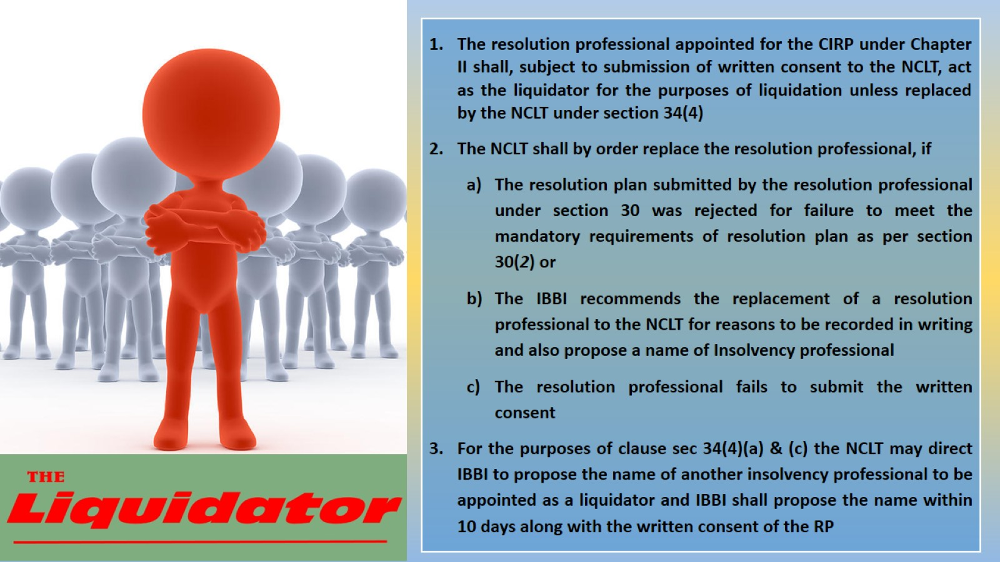 1. The resolution professional appointed for the CIRP under Chapter
II shall, subject to submission of written consent to the NCLT, act
as the liquidator for the purposes of liquidation unless replaced
by the NCLT under section 34(4)
2. The NCLT shall by order replace the resolution professional, if
a) The resolution plan submitted by the resolution professional
under section 30 was rejected for failure to meet the
mandatory requirements of resolution plan as per section
30(2) or
b) The IBBI recommends the replacement of a resolution
professional to the NCLT for reasons to be recorded in writing
and also propose a name of Insolvency professional
c) The resolution professional fails to submit the written
consent
3. For the purposes of clause sec 34(4)(a) & (c) the NCLT may direct
IBBI to propose the name of another insolvency professional to be
appointed as a liquidator and IBBI shall propose the name within
10 days along with the written consent of the RP
THE
Liquidator